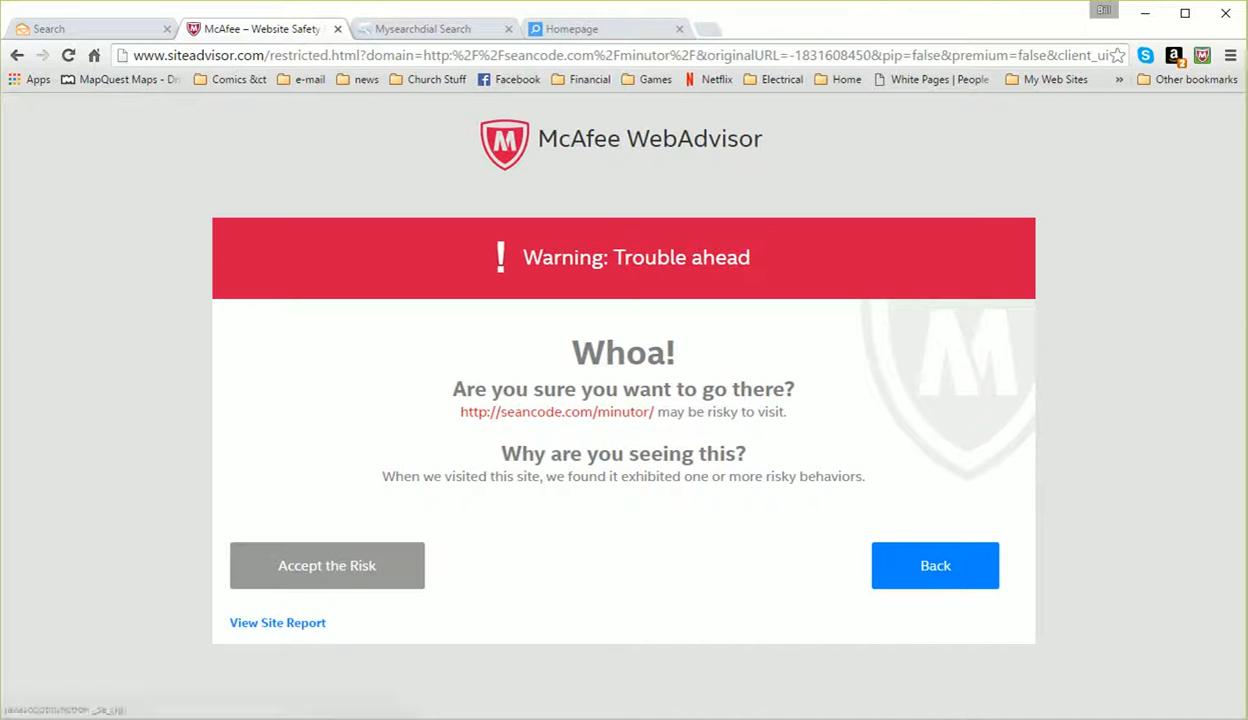 Bill
Search
McAfee – Website Safety
Mysearchdial Search
Homepage
www.siteadvisor.com/restricted.html?domain=http:%2F%2Fseancode.com%2Fminutor%2F&originalURL=-1831608450&pip=false&premium=false&client_ui
Apps MapQuest Maps - Dr Comics &ct e-mail news Church Stuff Facebook Financial Games Netflix Electrical Home White Pages | People My Web Sites » Other bookmarks
McAfee WebAdvisor
! Warning: Trouble ahead
Whoa!
Are you sure you want to go there?
http://seancode.com/minutor/ may be risky to visit.
Why are you seeing this?
When we visited this site, we found it exhibited one or more risky behaviors.
Accept the Risk
Back
View Site Report